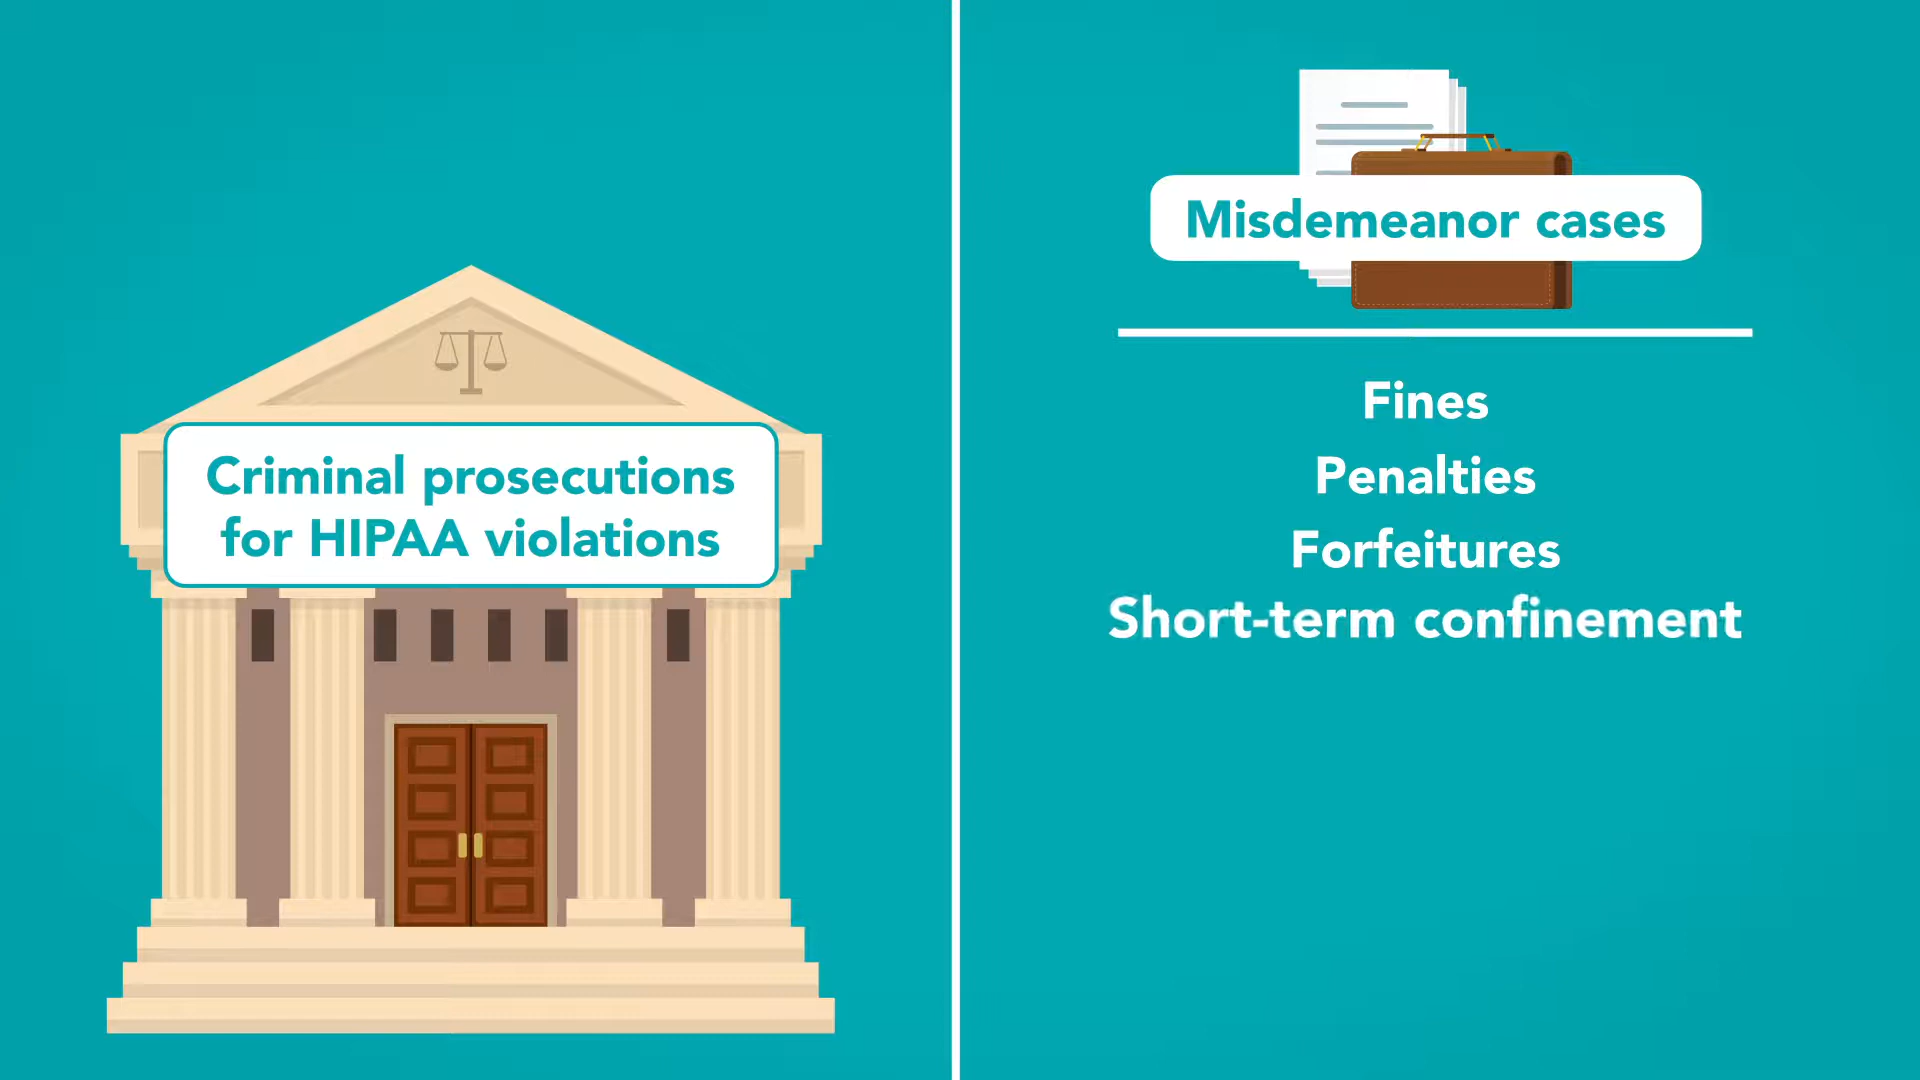 Criminal prosecutions
for HIPAA violations
Misdemeanor cases
Fines
Penalties
Forfeitures
Short-term confinement